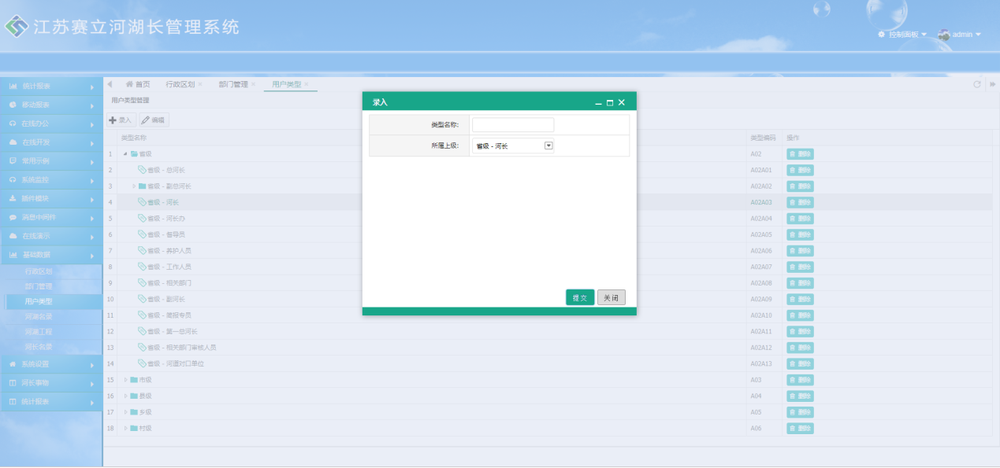 江苏赛立河湖长管理系统
控制面板 admin
统计报表
移动报表
在线办公
在线开发
常用示例
系统监控
插件模块
消息中间件
在线演示
基础数据
行政区划
部门管理
用户类型
河湖名录
河湖工程
河长名录
系统设置
河长事物
统计报表
首页 行政区划 × 部门管理 × 用户类型 ×
用户类型管理
录入 编辑
类型名称 类型编码 操作
1 省级 A02 删除
2 省级 - 总河长 A02A01 删除
3 省级 - 副总河长 A02A02 删除
4 省级 - 河长 A02A03 删除
5 省级 - 河长办 A02A04 删除
6 省级 - 督导员 A02A05 删除
7 省级 - 养护人员 A02A06 删除
8 省级 - 工作人员 A02A07 删除
9 省级 - 相关部门 A02A08 删除
10 省级 - 副河长 A02A09 删除
11 省级 - 简报专员 A02A10 删除
12 省级 - 第一总河长 A02A11 删除
13 省级 - 相关部门审核人员 A02A12 删除
14 省级 - 河道对口单位 A02A13 删除
15 市级 A03 删除
16 县级 A04 删除
17 乡级 A05 删除
18 村级 A06 删除
录入
类型名称:
所属上级: 省级 - 河长
提交 关闭